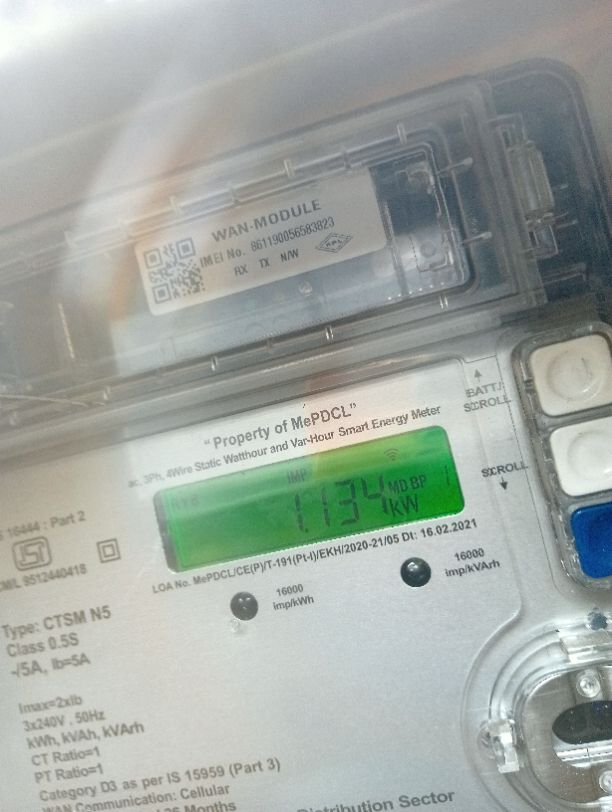 WAN-MODULE
IMEI No. 861190056583823
RX TX N/W
"Property of MePDCL"
ac, 3Ph, 4Wire Static Watthour and Var-Hour Smart Energy Meter
BATT/
SCROLL
SCROLL
IMP
1.134 MD BP
kW
LOA No. MePDCL/CE(P)/T-191(Pt-I)/EKH/2020-21/05 Dt: 16.02.2021
16000
imp/kWh
16000
imp/kVArh
16444 : Part 2
CM/L 9512440418
Type: CTSM N5
Class 0.5S
-/5A, Ib=5A
Imax=2xIb
3x240V , 50Hz
kWh, kVAh, kVArh
CT Ratio=1
PT Ratio=1
Category D3 as per IS 15959 (Part 3)
WAN Communication: Cellular
Months
Distribution Sector